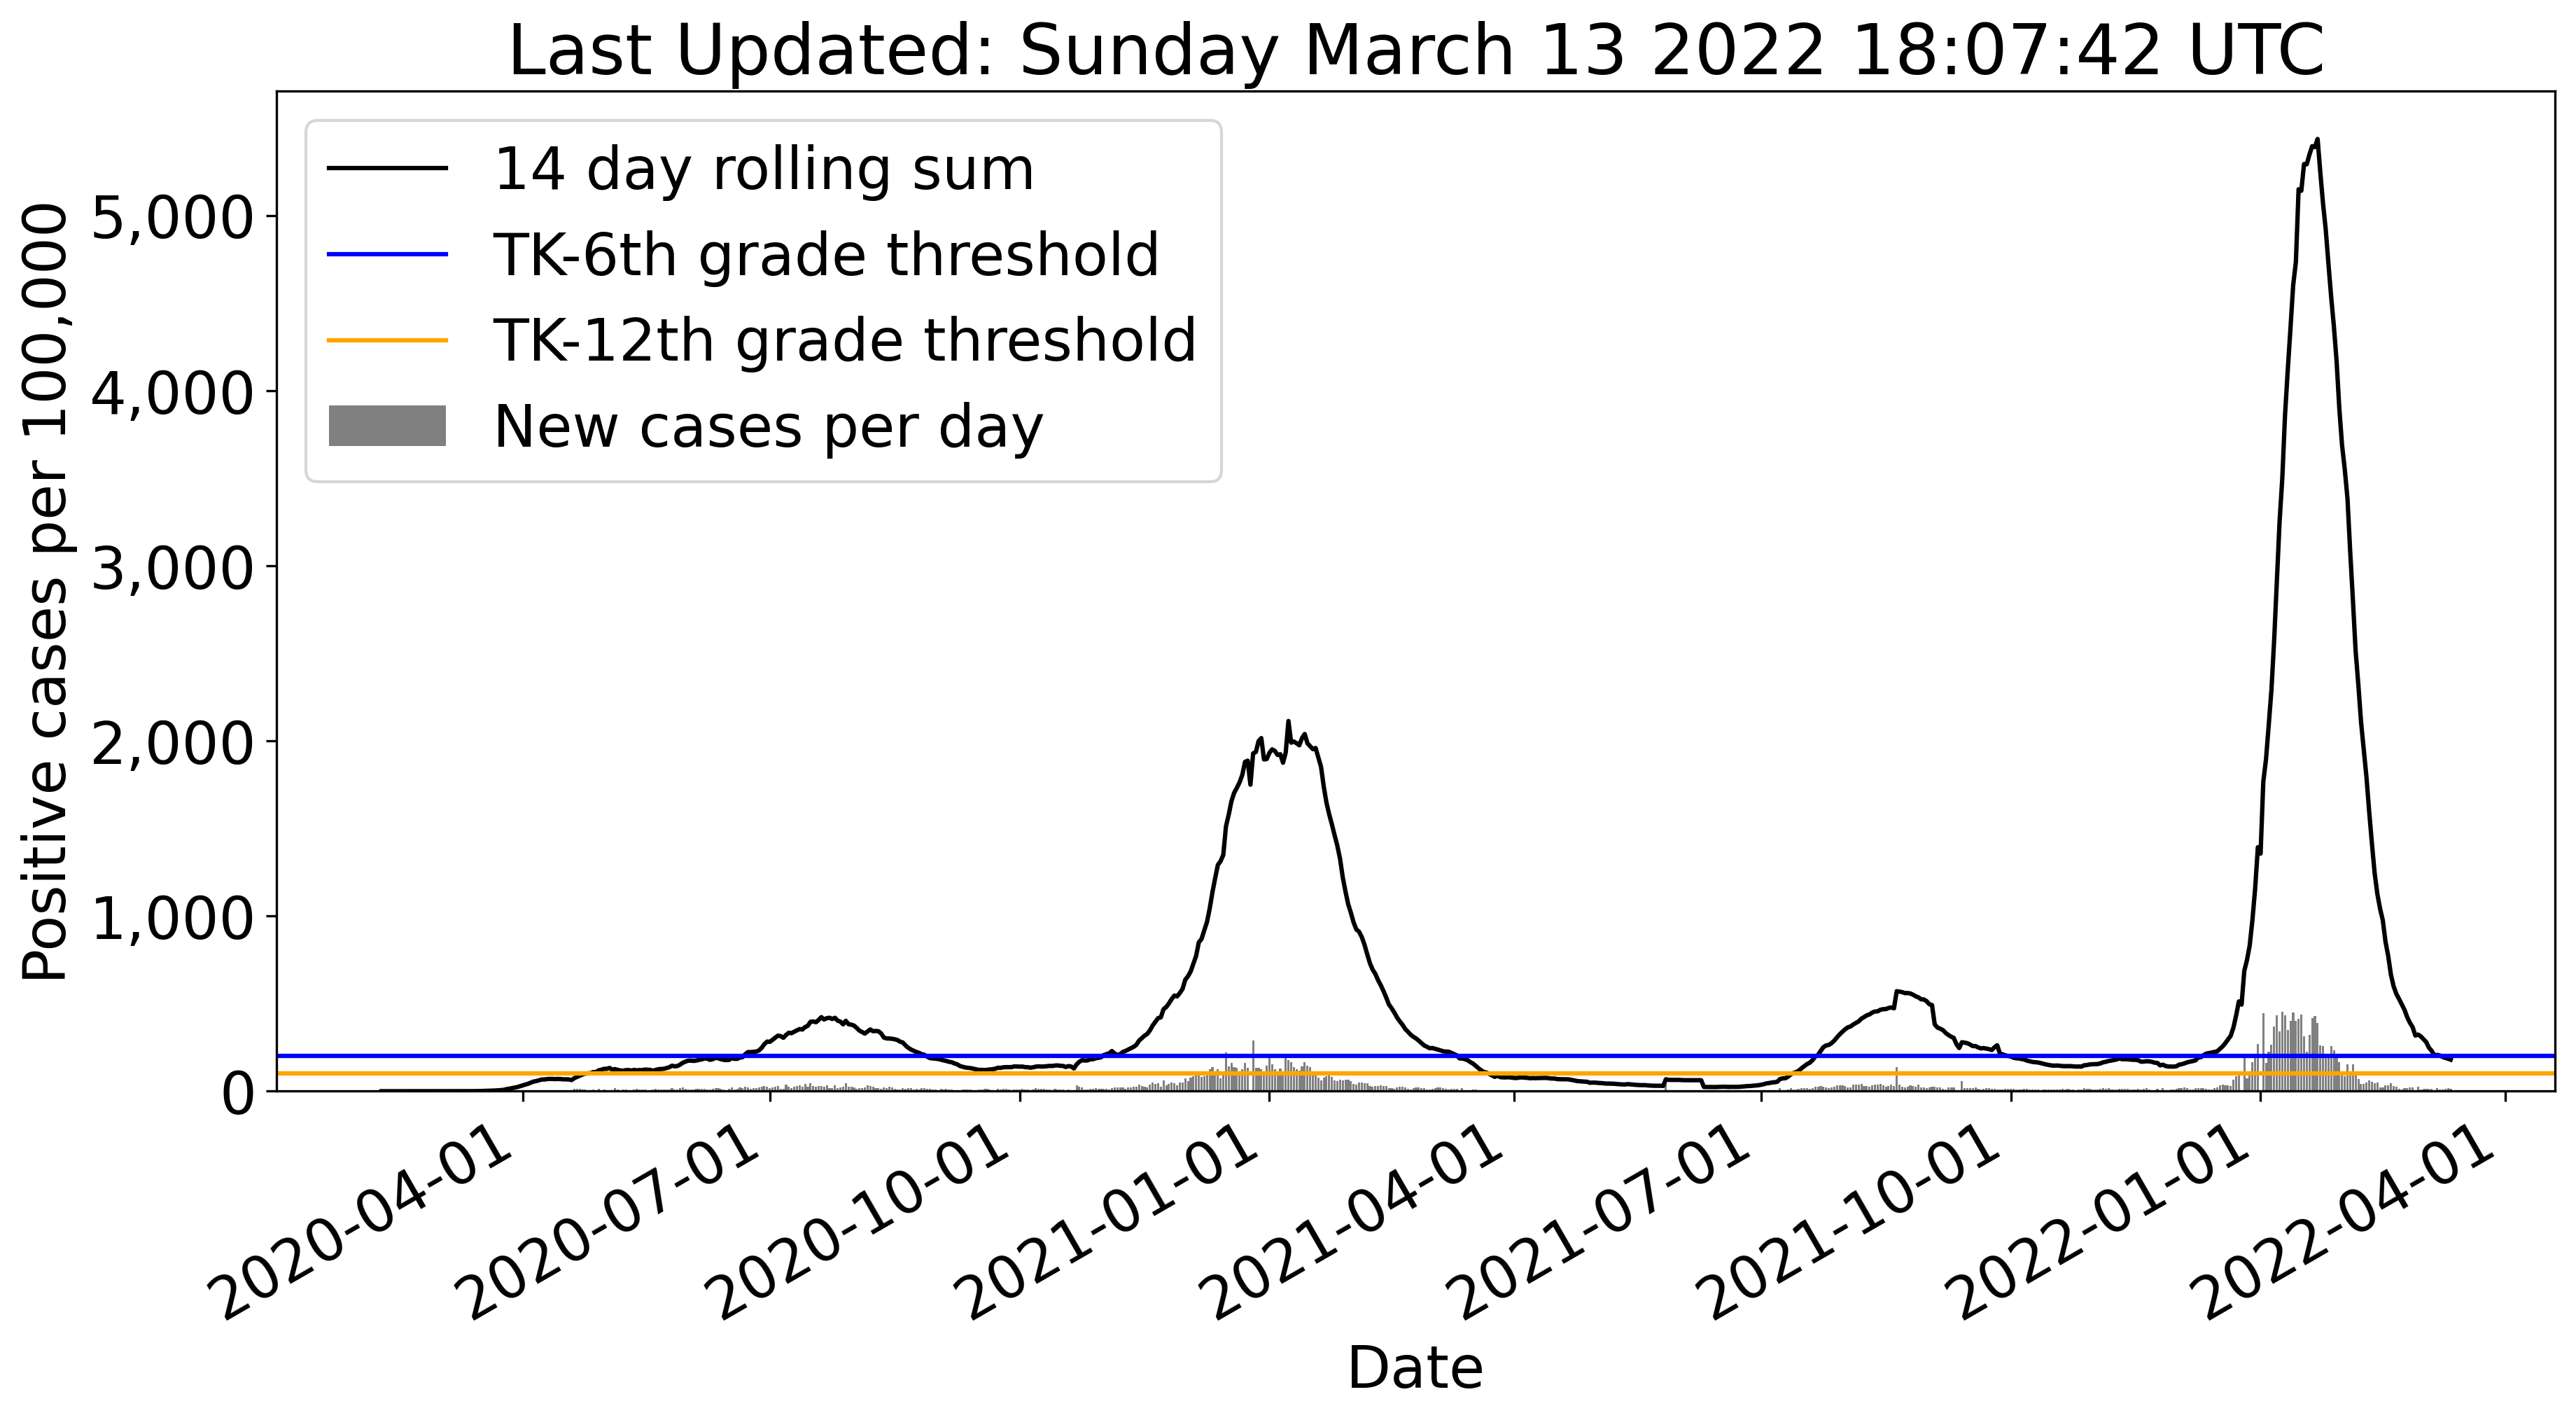 Last Updated: Sunday March 13 2022 18:07:42 UTC
14 day rolling sum
TK-6th grade threshold
TK-12th grade threshold
New cases per day
Positive cases per 100,000
5,000
4,000
3,000
2,000
1,000
0
2020-04-01
2020-07-01
2020-10-01
2021-01-01
2021-04-01
2021-07-01
2021-10-01
2022-01-01
2022-04-01
Date